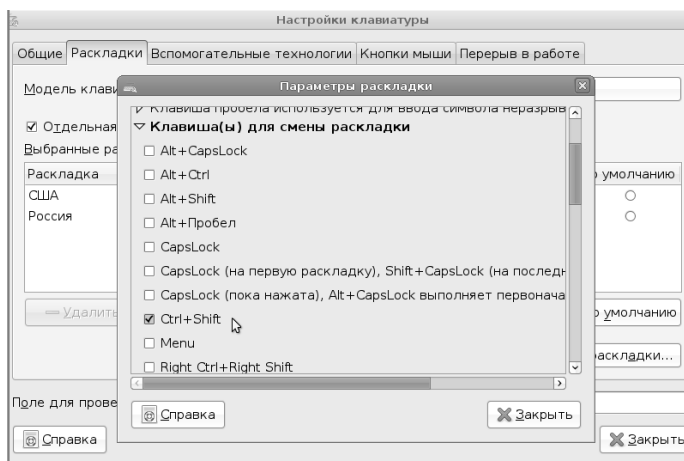 Настройки клавиатуры
Общие Раскладки Вспомогательные технологии Кнопки мыши Перерыв в работе
Модель клави
Параметры раскладки
Клавиша пробела используется для ввода символа неразрыв
Отдельная
Клавиша(ы) для смены раскладки
Выбранные ра
Alt+CapsLock
Раскладка
умолчанию
Alt+Ctrl
США
Alt+Shift
Россия
Alt+Пробел
CapsLock
CapsLock (на первую раскладку), Shift+CapsLock (на последн
CapsLock (пока нажата), Alt+CapsLock выполняет первонача
Удалить
умолчанию
Ctrl+Shift
Menu
аскладки...
Right Ctrl+Right Shift
Поле для прове
Справка
Закрыть
Справка
Закрыть